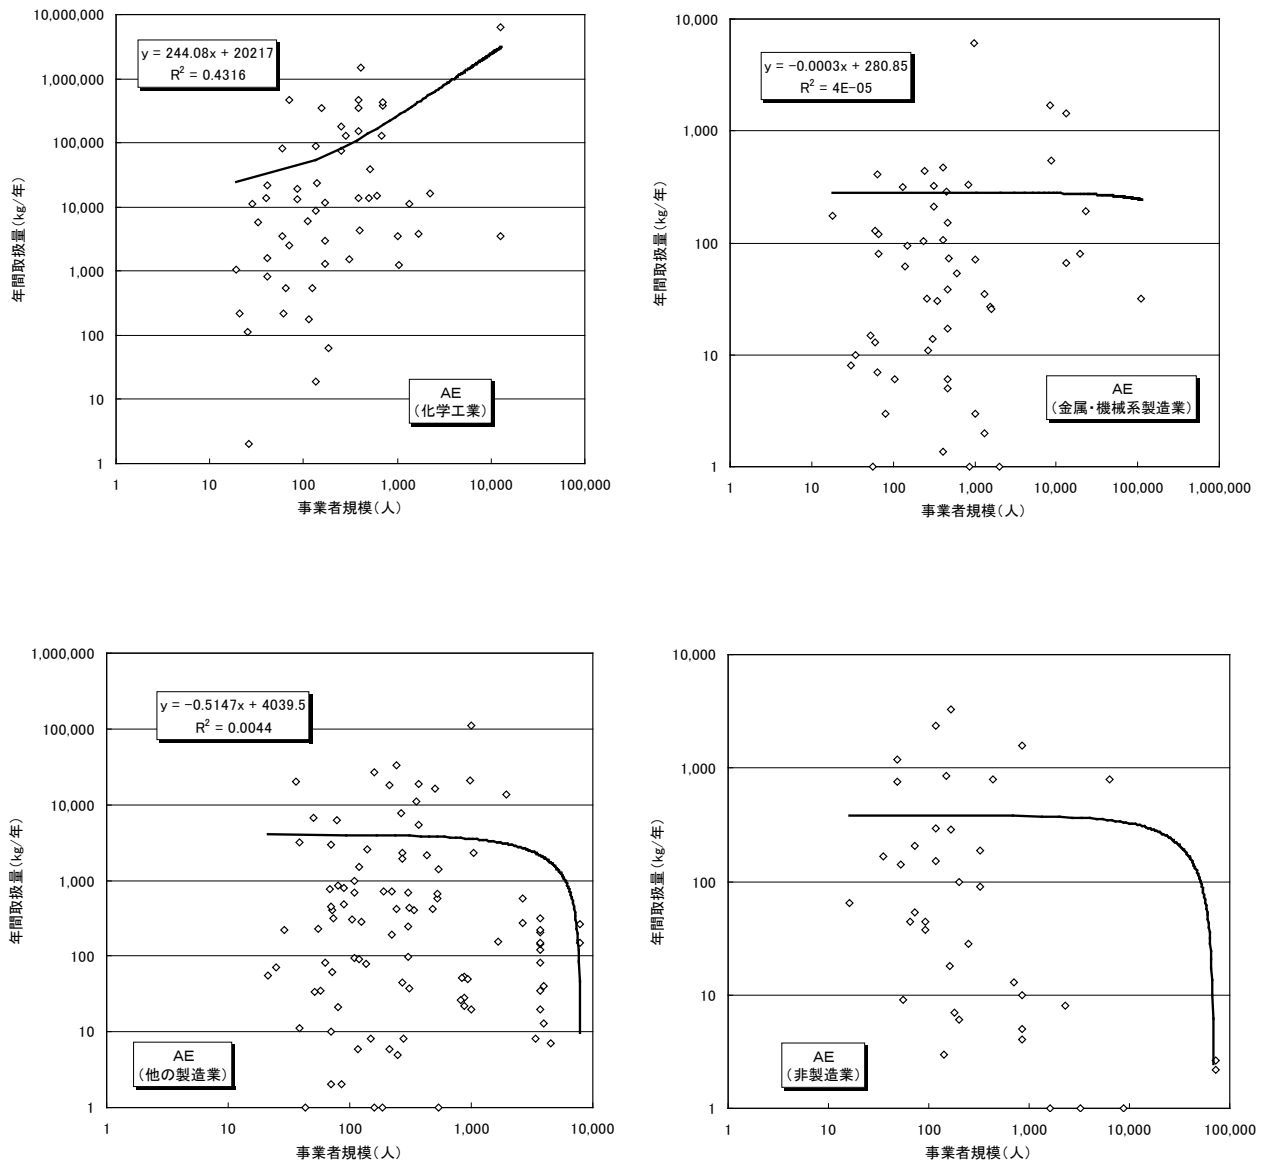 10,000,000
1,000,000
100,000
10,000
1,000
100
10
1
年間取扱量(kg/年)
y = 244.08x + 20217
R² = 0.4316
AE
(化学工業)
1 10 100 1,000 10,000 100,000
事業者規模(人)
10,000
1,000
100
10
1
年間取扱量(kg/年)
y = −0.0003x + 280.85
R² = 4E-05
AE
(金属・機械系製造業)
1 10 100 1,000 10,000 100,000 1,000,000
事業者規模(人)
1,000,000
100,000
10,000
1,000
100
10
1
年間取扱量(kg/年)
y = −0.5147x + 4039.5
R² = 0.0044
AE
(他の製造業)
1 10 100 1,000 10,000
事業者規模(人)
10,000
1,000
100
10
1
年間取扱量(kg/年)
AE
(非製造業)
1 10 100 1,000 10,000 100,000
事業者規模(人)